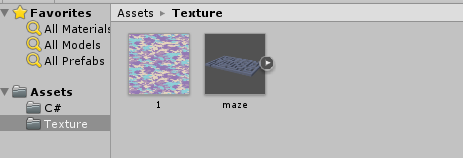 Favorites
All Materials
All Models
All Prefabs
Assets
C#
Texture
Assets ▸ Texture
1
maze